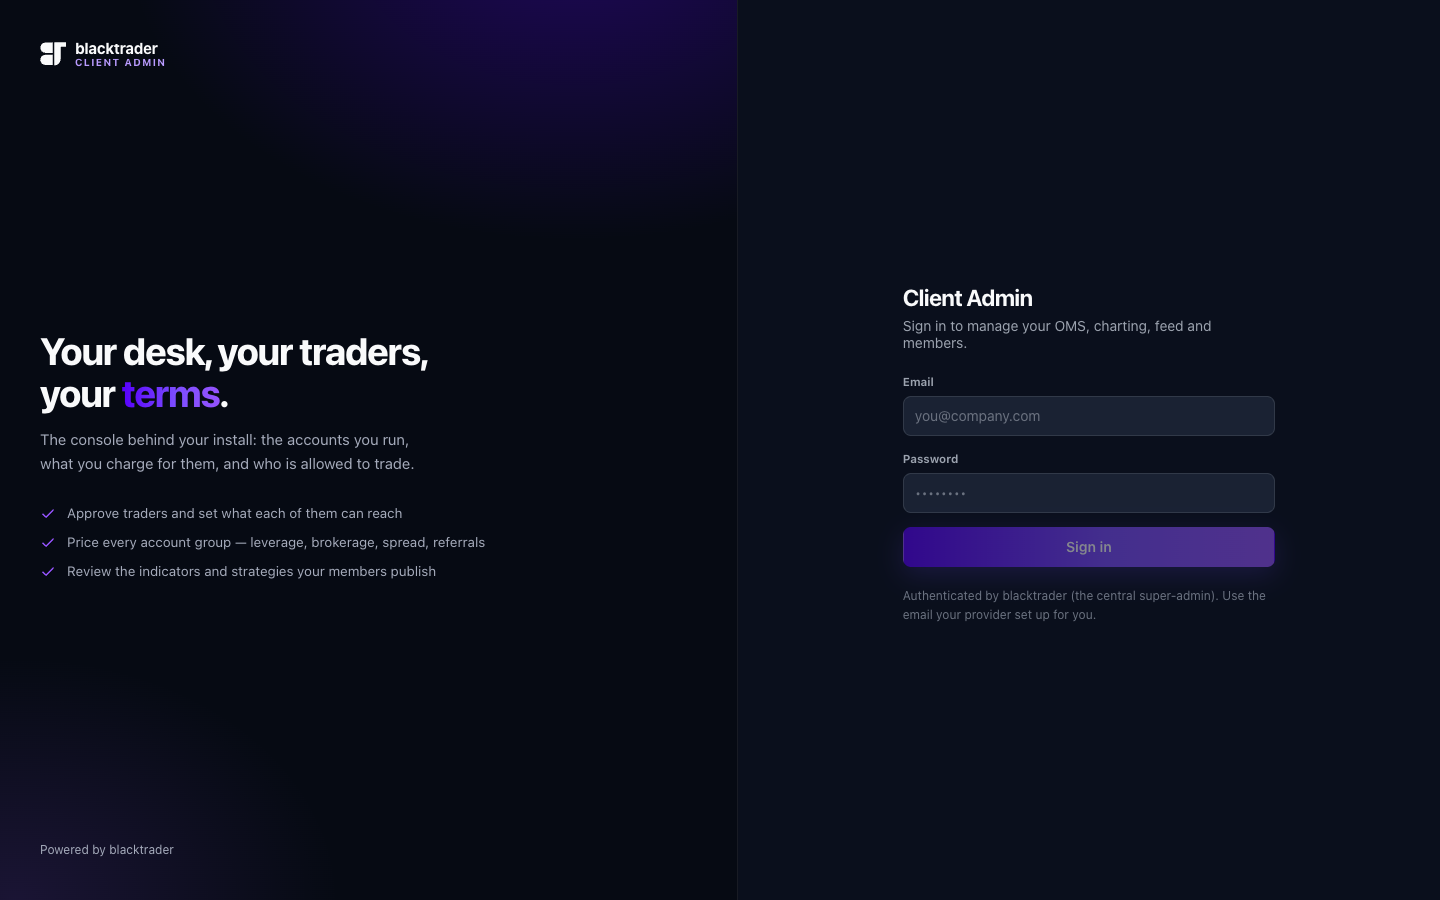 blacktrader
CLIENT ADMIN
Your desk, your traders,
your terms.
The console behind your install: the accounts you run,
what you charge for them, and who is allowed to trade.
Approve traders and set what each of them can reach
Price every account group — leverage, brokerage, spread, referrals
Review the indicators and strategies your members publish
Powered by blacktrader
Client Admin
Sign in to manage your OMS, charting, feed and
members.
Email
you@company.com
Password
••••••••
Sign in
Authenticated by blacktrader (the central super-admin). Use the
email your provider set up for you.